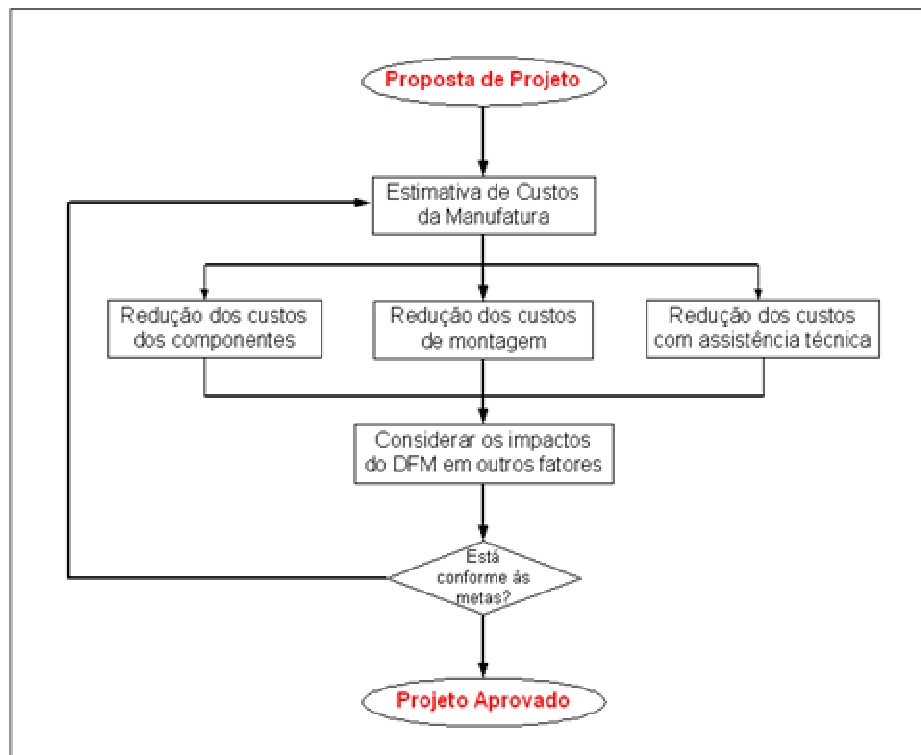 Proposta de Projeto
Estimativa de Custos
da Manufatura
Redução dos custos
dos componentes
Redução dos custos
de montagem
Redução dos custos
com assistência técnica
Considerar os impactos
do DFM em outros fatores
Está
conforme ás
metas?
Projeto Aprovado